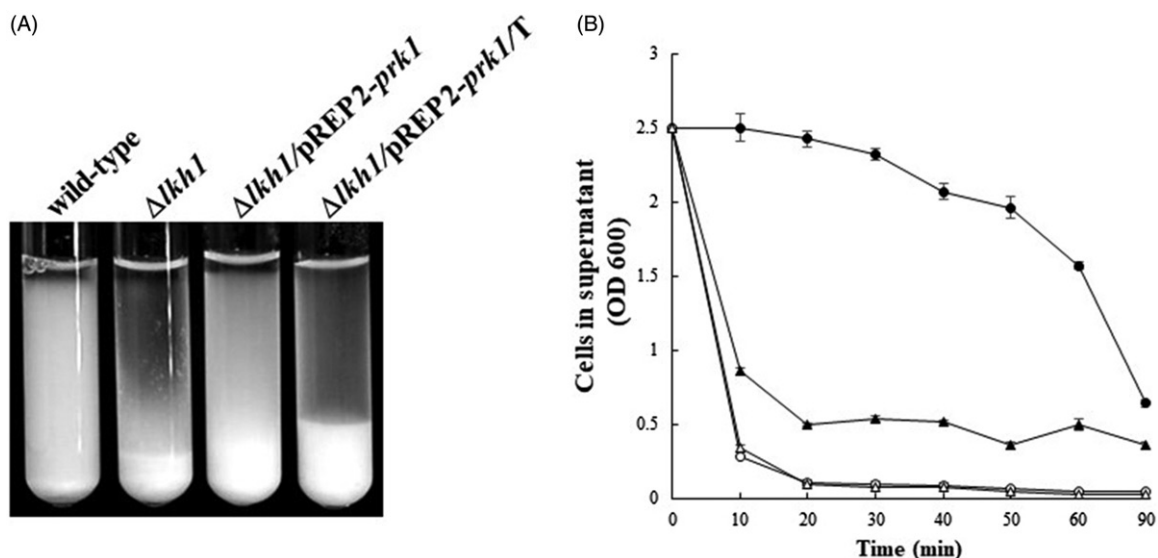 (A)
wild-type
Δlkh1
Δlkh1/pREP2-prk1
Δlkh1/pREP2-prk1/T
(B)
Cells in supernatant
(OD 600)
3
2.5
2
1.5
1
0.5
0
0 10 20 30 40 50 60 90
Time (min)